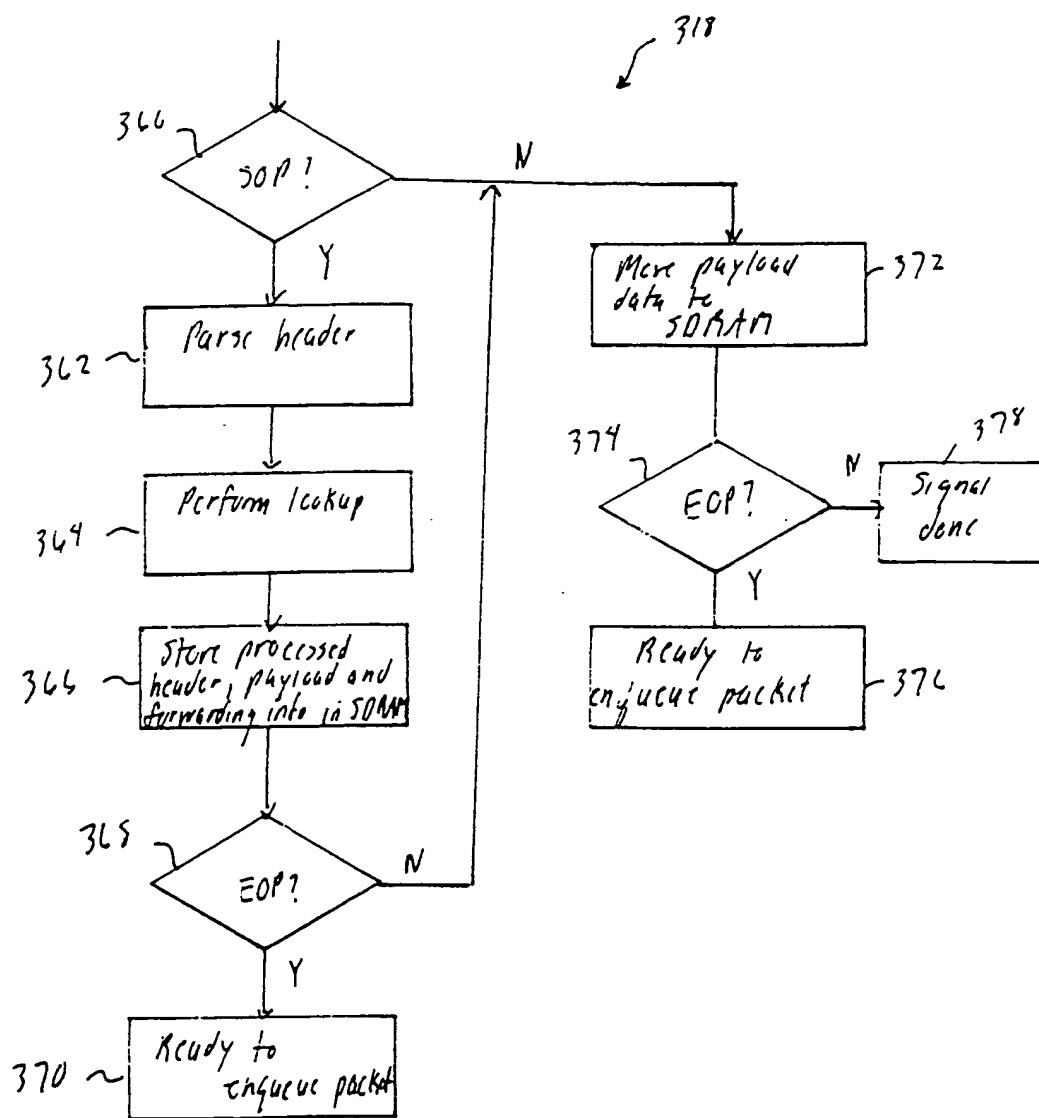 318
360
SOP?
N
Y
Move payload
data to
SDRAM
372
Parse header
362
374
EOP?
N
378
Signal
done
Perform lookup
364
Y
Store processed
header, payload and
forwarding info in SDRAM
366
Ready to
enqueue packet
376
368
EOP?
N
Y
Ready to
enqueue packet
370